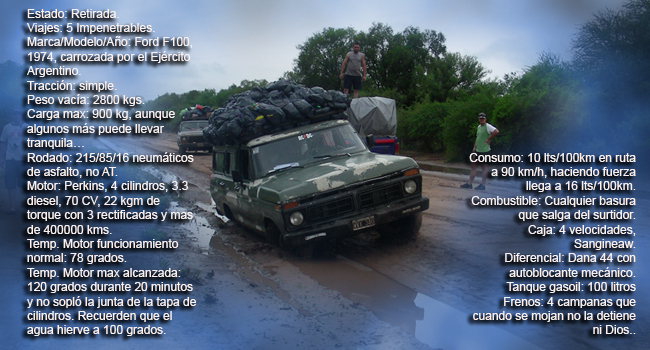 Estado: Retirada.
Viajes: 5 Impenetrables.
Marca/Modelo/Año: Ford F100,
1974, carrozada por el Ejército
Argentino.
Tracción: simple.
Peso vacía: 2800 kgs.
Carga max: 900 kg, aunque
algunos más puede llevar
tranquila…
Rodado: 215/85/16 neumáticos
de asfalto, no AT.
Motor: Perkins, 4 cilindros, 3.3
diesel, 70 CV, 22 kgm de
torque con 3 rectificadas y mas
de 400000 kms.
Temp. Motor funcionamiento
normal: 78 grados.
Temp. Motor max alcanzada:
120 grados durante 20 minutos
y no sopló la junta de la tapa de
cilindros. Recuerden que el
agua hierve a 100 grados.
Consumo: 10 lts/100km en ruta
a 90 km/h, haciendo fuerza
llega a 16 lts/100km.
Combustible: Cualquier basura
que salga del surtidor.
Caja: 4 velocidades,
Sangineaw.
Diferencial: Dana 44 con
autoblocante mecánico.
Tanque gasoil: 100 litros
Frenos: 4 campanas que
cuando se mojan no la detiene
ni Dios..